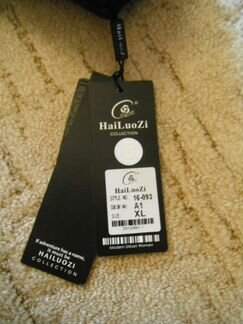 HaiLuoZi
COLLECTION
HaiLuoZi
STYLE NO: 16-093
COLOR NO: A1
SIZE: XL
Modern Urban Women
If adventure has a name,
it must be
HAILUOZI
COLLECTION